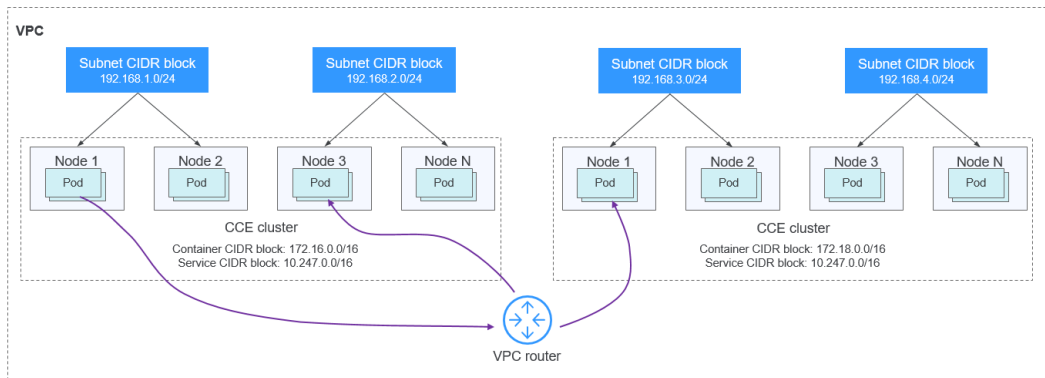 VPC
Subnet CIDR block
192.168.1.0/24
Subnet CIDR block
192.168.2.0/24
Subnet CIDR block
192.168.3.0/24
Subnet CIDR block
192.168.4.0/24
Node 1
Pod
Node 2
Pod
Node 3
Pod
Node N
Pod
CCE cluster
Container CIDR block: 172.16.0.0/16
Service CIDR block: 10.247.0.0/16
Node 1
Pod
Node 2
Pod
Node 3
Pod
Node N
Pod
CCE cluster
Container CIDR block: 172.18.0.0/16
Service CIDR block: 10.247.0.0/16
VPC router